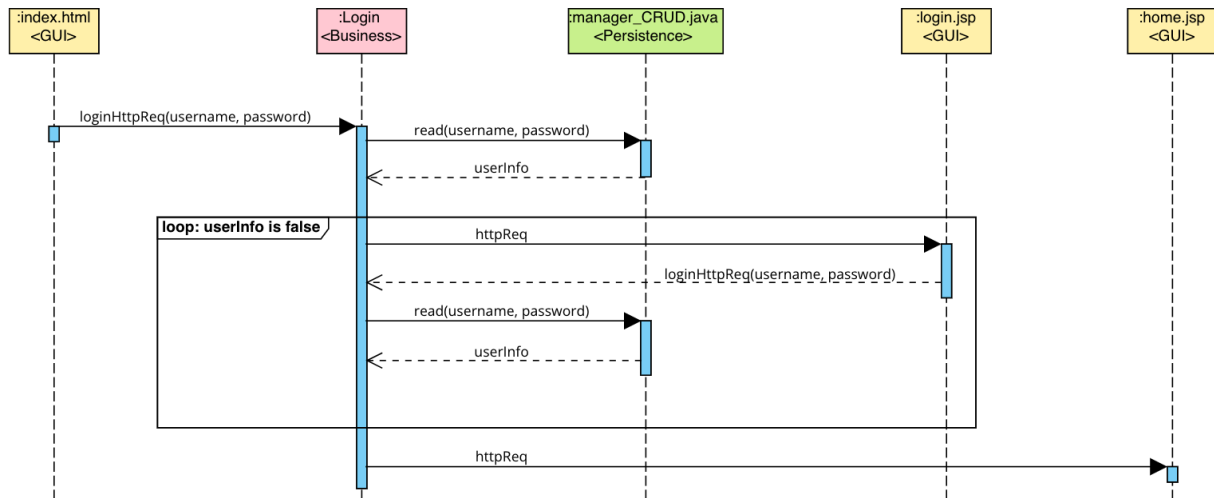 :index.html
<GUI>
:Login
<Business>
:manager_CRUD.java
<Persistence>
:login.jsp
<GUI>
:home.jsp
<GUI>
loginHttpReq(username, password)
read(username, password)
userInfo
loop: userInfo is false
httpReq
loginHttpReq(username, password)
read(username, password)
userInfo
httpReq